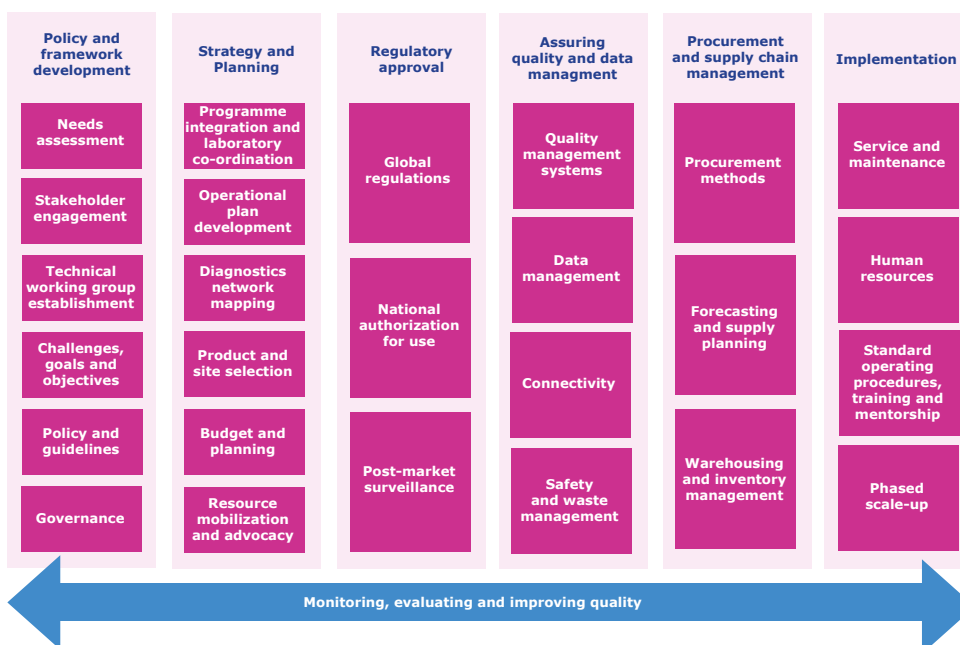 Policy and
framework
development
Needs
assessment
Stakeholder
engagement
Technical
working group
establishment
Challenges,
goals and
objectives
Policy and
guidelines
Governance
Strategy and
Planning
Programme
integration and
laboratory
co-ordination
Operational
plan
development
Diagnostics
network
mapping
Product and
site selection
Budget and
planning
Resource
mobilization
and advocacy
Regulatory
approval
Global
regulations
National
authorization
for use
Post-market
surveillance
Assuring
quality and data
managment
Quality
management
systems
Data
management
Connectivity
Safety
and waste
management
Procurement
and supply chain
management
Procurement
methods
Forecasting
and supply
planning
Warehousing
and inventory
management
Implementation
Service and
maintenance
Human
resources
Standard
operating
procedures,
training and
mentorship
Phased
scale-up
Monitoring, evaluating and improving quality